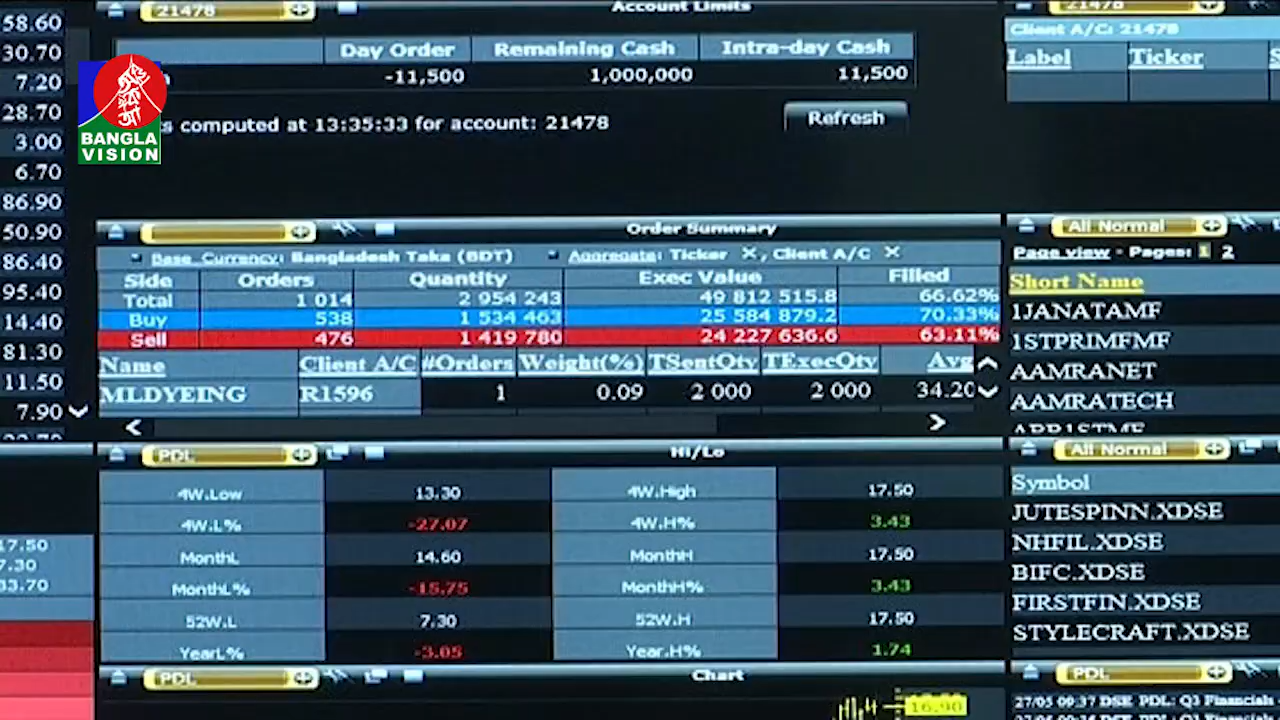 58.60
30.70
7.20
28.70
3.00
6.70
86.90
50.90
86.40
95.40
14.40
81.30
11.50
7.90
17.50
7.30
33.70
BANGLA
VISION
21478
Account Limits
Day Order Remaining Cash Intra-day Cash
-11,500 1,000,000 11,500
computed at 13:35:33 for account: 21478
Refresh
Order Summary
Base Currency: Bangladesh Taka (BDT) Aggregate: Ticker X, Client A/C X
Side Orders Quantity Exec Value Filled
Total 1 014 2 954 243 49 812 515.8 66.62%
Buy 538 1 534 463 25 584 879.2 70.33%
Sell 476 1 419 780 24 227 636.6 63.11%
Name Client A/C #Orders Weight(%) TSentQty TExecQty Avg
MLDYEING R1596 1 0.09 2 000 2 000 34.20
PDL Hi/Lo
4W.Low 13.30 4W.High 17.50
4W.L% -27.07 4W.H% 3.43
MonthL 14.60 MonthH 17.50
MonthL% -15.75 MonthH% 3.43
52W.L 7.30 52W.H 17.50
YearL% -3.05 Year.H% 1.74
PDL Chart
16.90
21478
Client A/C: 21478
Label Ticker
All Normal
Page view - Pages: 1 2
Short Name
1JANATAMF
1STPRIMFMF
AAMRANET
AAMRATECH
All Normal
Symbol
JUTESPINN.XDSE
NHFIL.XDSE
BIFC.XDSE
FIRSTFIN.XDSE
STYLECRAFT.XDSE
PDL
27/05 09:37 DSE PDL: Q3 Financials